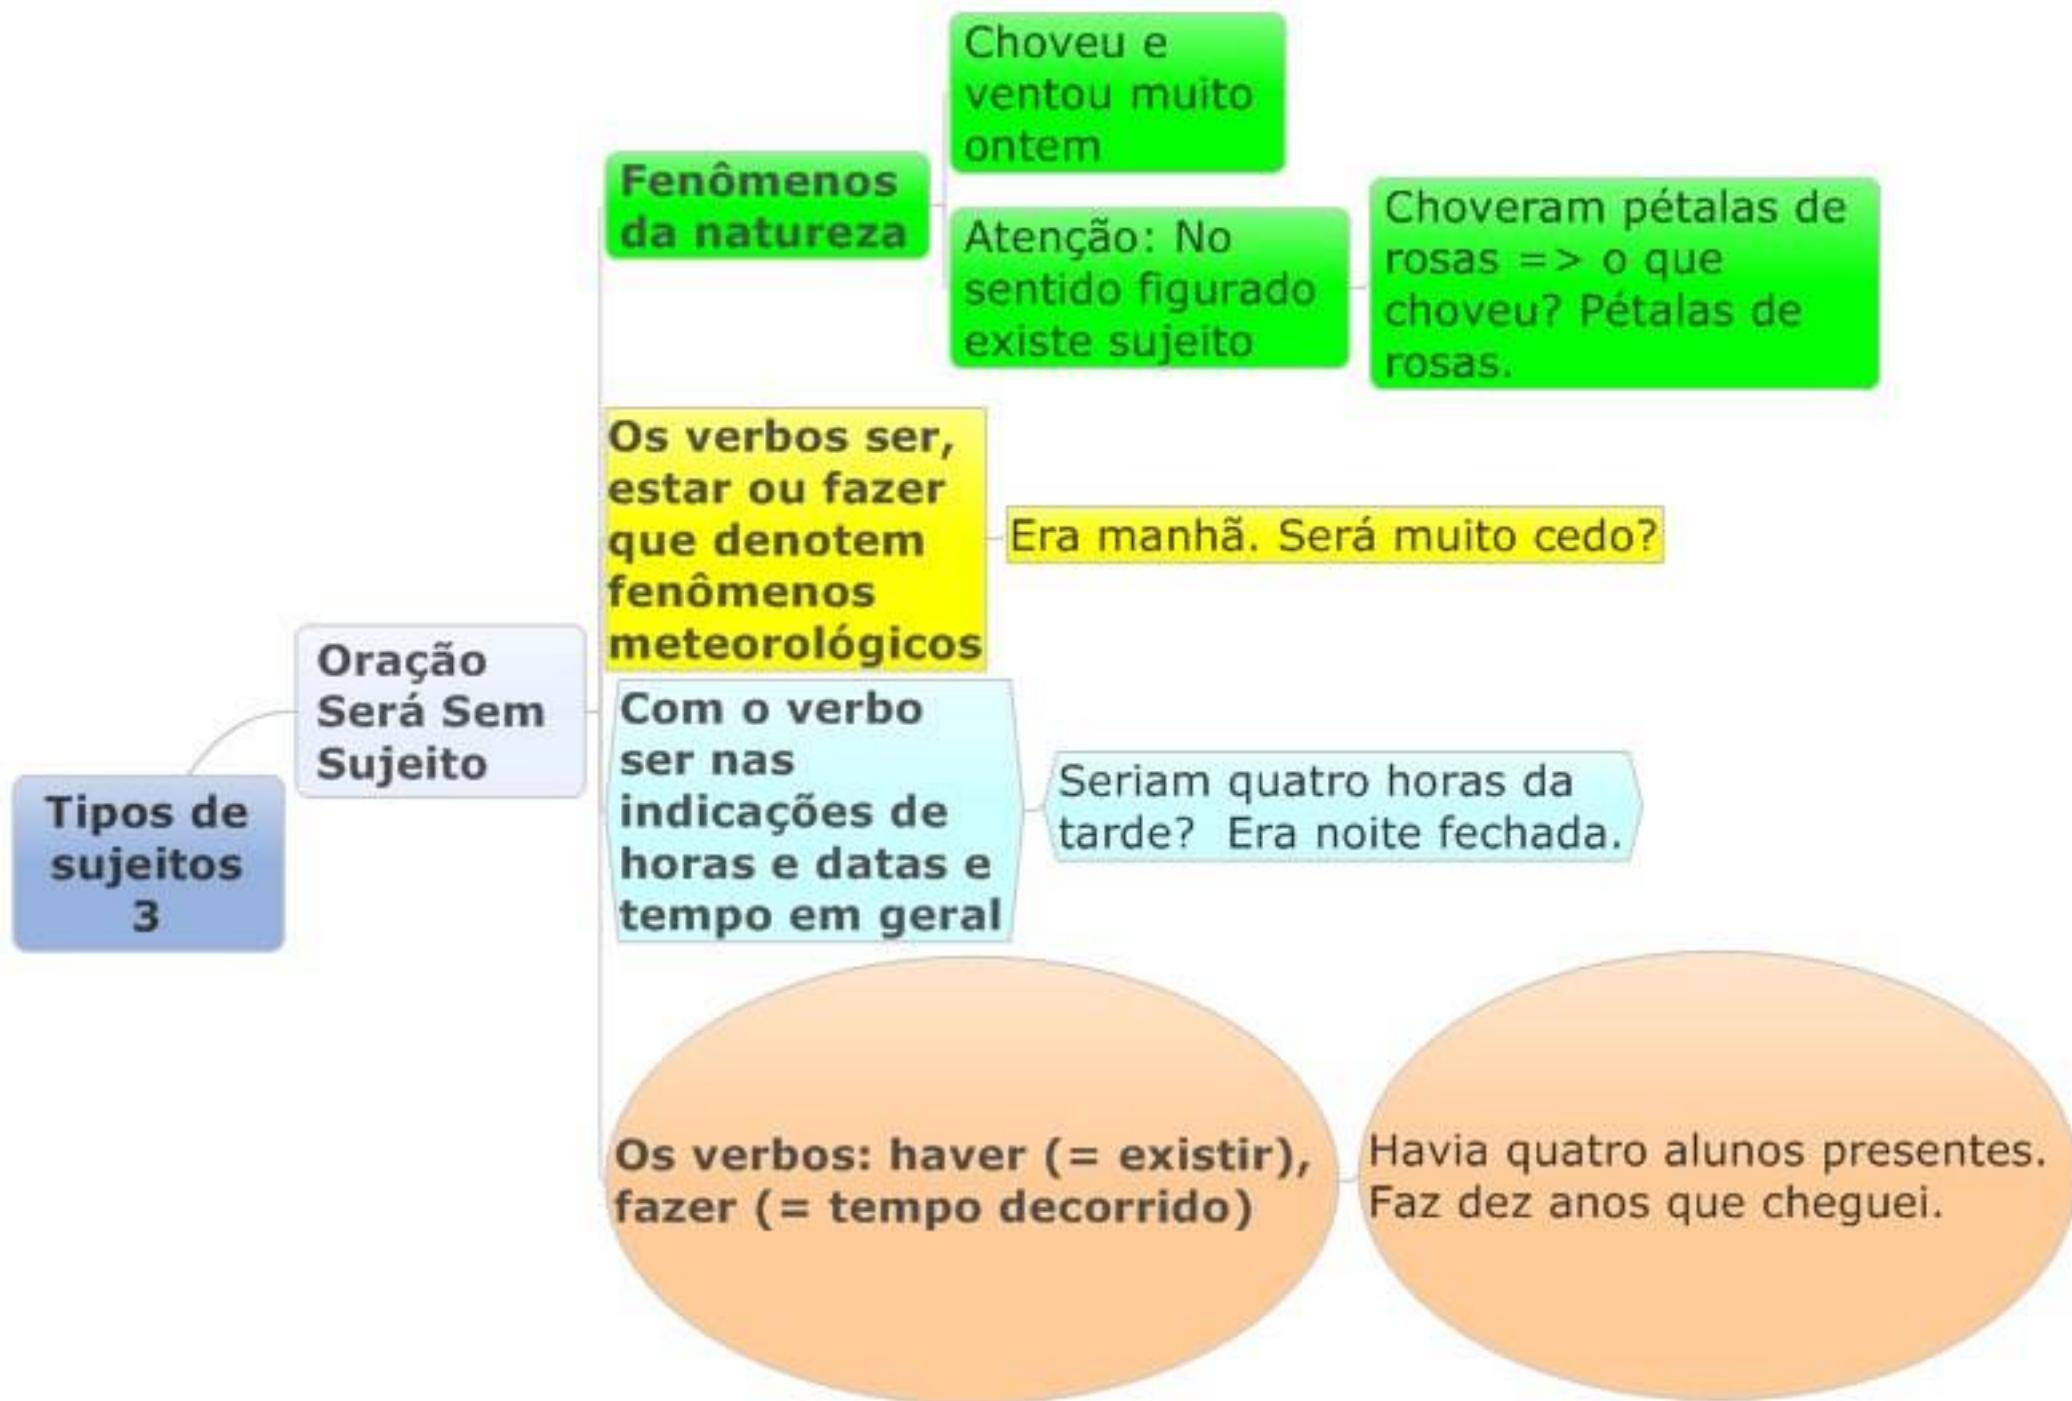 Tipos de
sujeitos
3
Oração
Será Sem
Sujeito
Fenômenos
da natureza
Choveu e
ventou muito
ontem
Atenção: No
sentido figurado
existe sujeito
Choveram pétalas de
rosas => o que
choveu? Pétalas de
rosas.
Os verbos ser,
estar ou fazer
que denotem
fenômenos
meteorológicos
Era manhã. Será muito cedo?
Com o verbo
ser nas
indicações de
horas e datas e
tempo em geral
Seriam quatro horas da
tarde?  Era noite fechada.
Os verbos: haver (= existir),
fazer (= tempo decorrido)
Havia quatro alunos presentes.
Faz dez anos que cheguei.